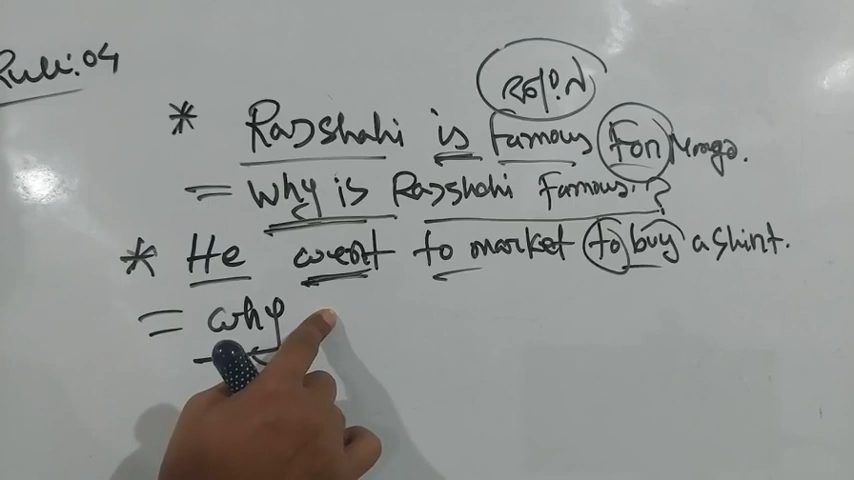 Rule: 04
কারণ
* Rajshahi is famous For Mango.
= Why is Rajshahi Famous?
* He went to market to buy a shirt.
= why